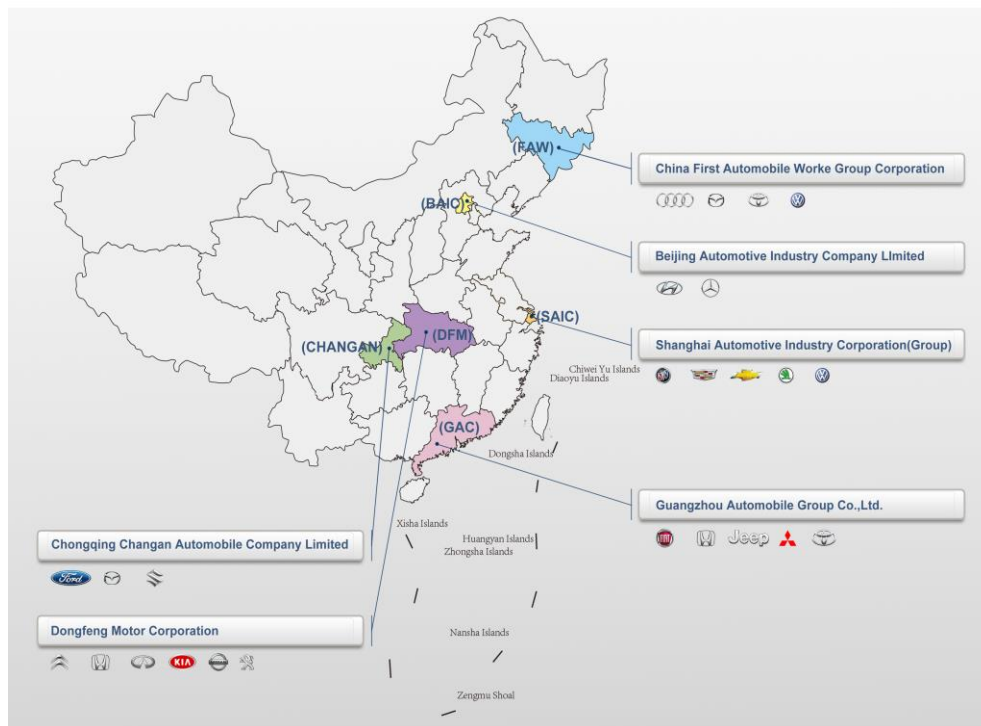 (FAW)
China First Automobile Worke Group Corporation
(BAIC)
Beijing Automotive Industry Company LImited
(SAIC)
(DFM)
(CHANGAN)
Shanghai Automotive Industry Corporation(Group)
Chiwei Yu Islands
Diaoyu Islands
(GAC)
Dongsha Islands
Guangzhou Automobile Group Co.,Ltd.
FIAT
Jeep
Xisha Islands
Huangyan Islands
Zhongsha Islands
Chongqing Changan Automobile Company Limited
Ford
Dongfeng Motor Corporation
KIA
Nansha Islands
Zengmu Shoal